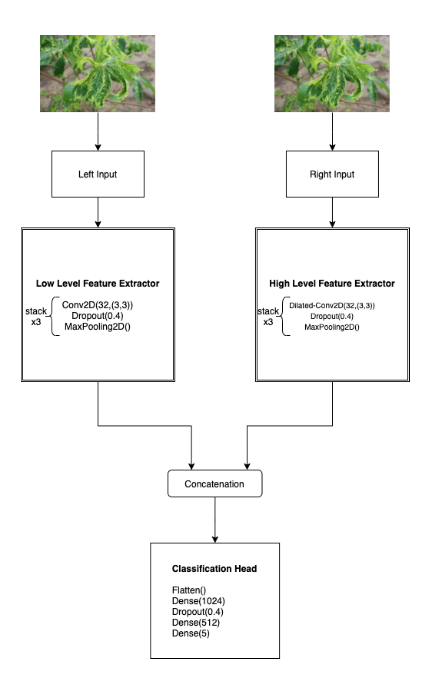 Left Input
Right Input
Low Level Feature Extractor
stack
x3
Conv2D(32,(3,3))
Dropout(0.4)
MaxPooling2D()
High Level Feature Extractor
stack
x3
Dilated-Conv2D(32,(3,3))
Dropout(0.4)
MaxPooling2D()
Concatenation
Classification Head
Flatten()
Dense(1024)
Dropout(0.4)
Dense(512)
Dense(5)